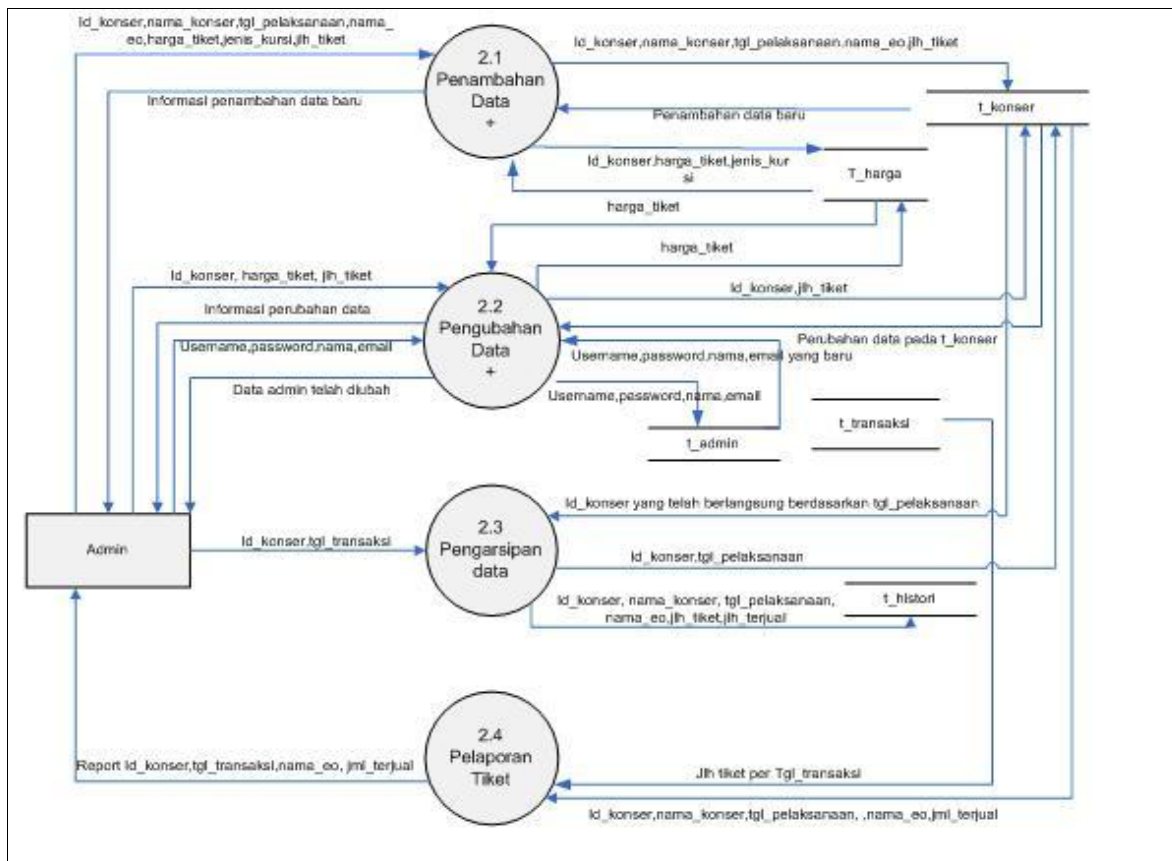 Id_konser,nama_konser,tgl_pelaksanaan,nama_
eo,harga_tiket,jenis_kursi,jlh_tiket
2.1
Penambahan
Data
+
Id_konser,nama_konser,tgl_pelaksanaan.nama_eo,jlh_tiket
Informasi penambahan data baru
Penambahan data baru
t_konser
Id_konser,harga_tiket,jenis_kur
si
T_harga
harga_tiket
harga_tiket
Id_konser, harga_tiket, jlh_tiket
Id_konser,jlh_tiket
2.2
Pengubahan
Data
+
Informasi perubahan data
Username,password,nama,email
Perubahan data pada t_konser
Username,password,nama,email yang baru
Data admin telah diubah
Username,password,nama,email
t_admin
t_transaksi
Id_konser yang telah berlangsung berdasarkan tgl_pelaksanaan
Admin
Id_konser,tgl_transaksi
2.3
Pengarsipan
data
Id_konser,tgl_pelaksanaan
Id_konser, nama_konser, tgl_pelaksanaan,
nama_eo,jlh_tiket,jlh_terjual
t_histori
2.4
Pelaporan
Tiket
Report Id_konser,tgl_transaksi,nama_eo, jml_terjual
Jlh tiket per Tgl_transaksi
Id_konser,nama_konser,tgl_pelaksanaan, ,nama_eo,jml_terjual